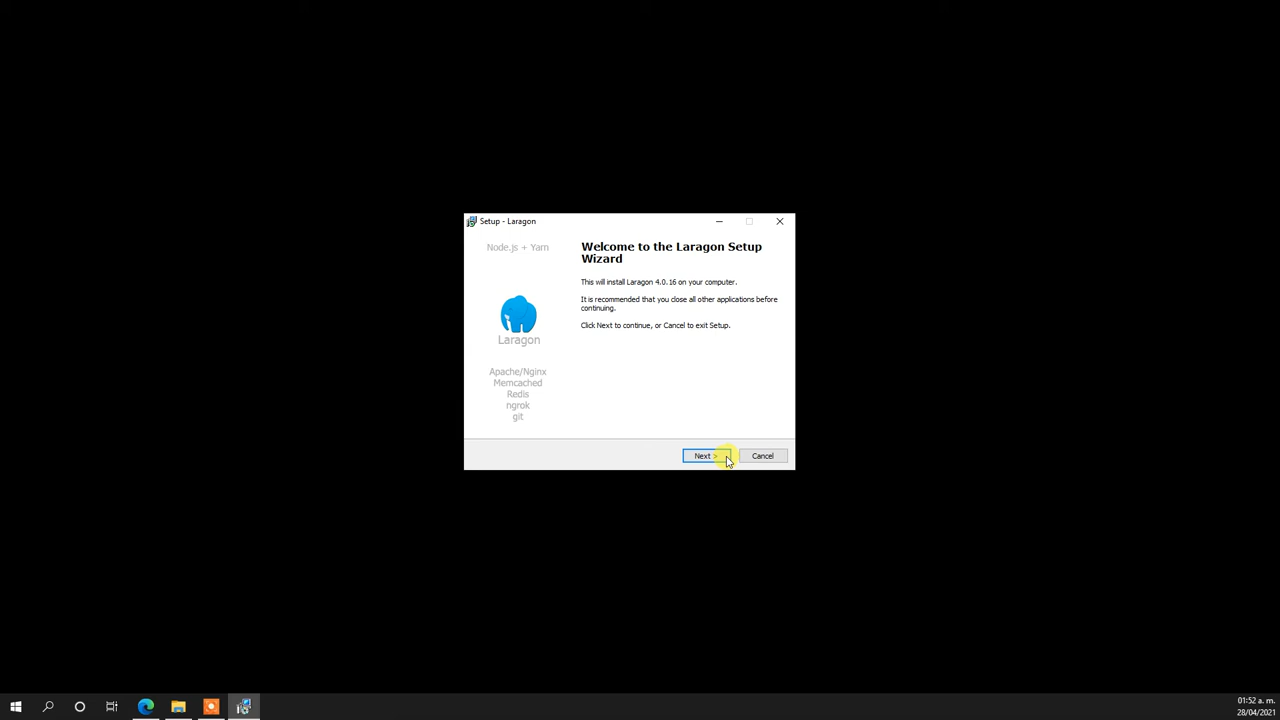 Setup - Laragon
Node.js + Yarn
Laragon
Apache/Nginx
Memcached
Redis
ngrok
git
Welcome to the Laragon Setup
Wizard
This will install Laragon 4.0.16 on your computer.
It is recommended that you close all other applications before
continuing.
Click Next to continue, or Cancel to exit Setup.
Next >
Cancel
01:52 a. m.
28/04/2021